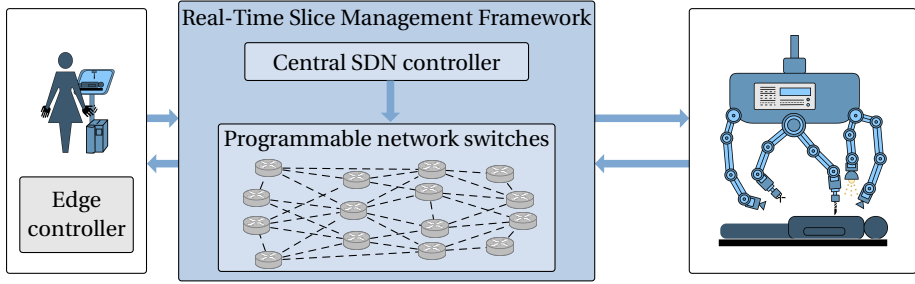 Real-Time Slice Management Framework
Central SDN controller
Programmable network switches
Edge
controller